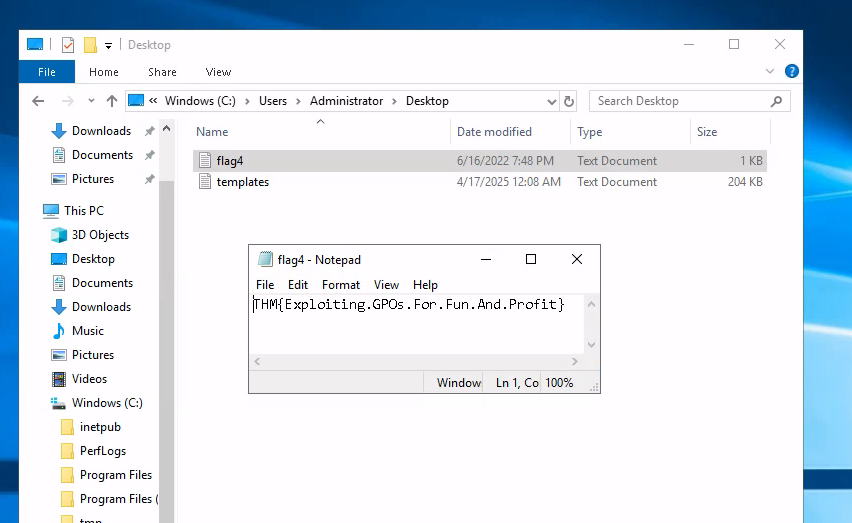 Desktop
File Home Share View
« Windows (C:) › Users › Administrator › Desktop
Search Desktop
Name Date modified Type Size
Downloads
Documents
Pictures
This PC
3D Objects
Desktop
Documents
Downloads
Music
Pictures
Videos
Windows (C:)
inetpub
PerfLogs
Program Files
Program Files (
tmp
flag4 6/16/2022 7:48 PM Text Document 1 KB
templates 4/17/2025 12:08 AM Text Document 204 KB
flag4 - Notepad
File Edit Format View Help
THM{Exploiting.GPOs.For.Fun.And.Profit}
Window Ln 1, Co 100%